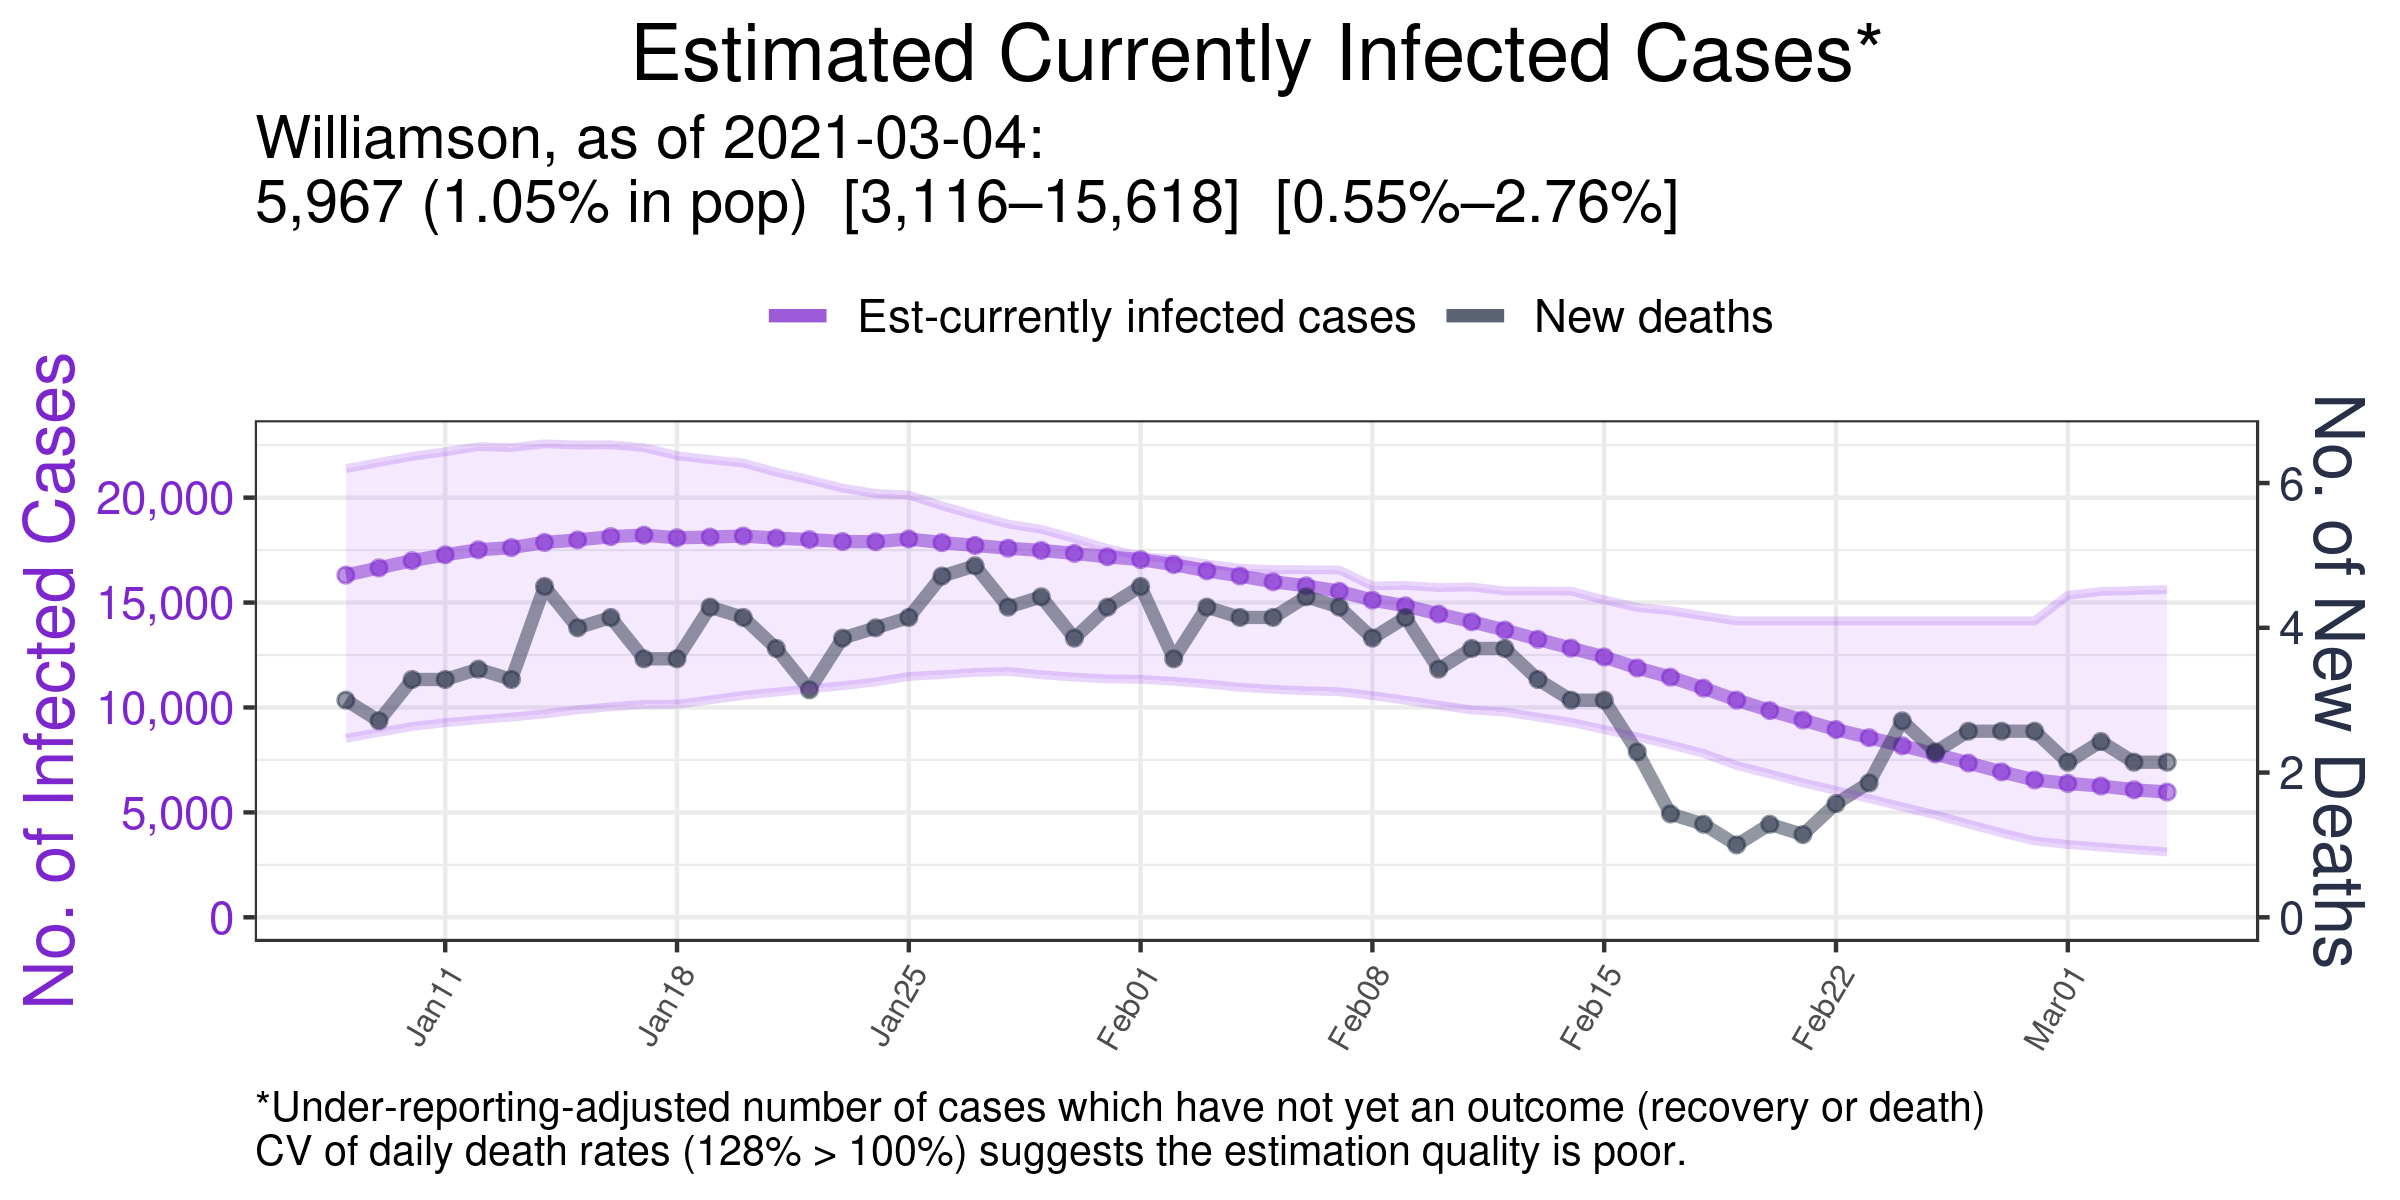 Estimated Currently Infected Cases*
Williamson, as of 2021-03-04:
5,967 (1.05% in pop)  [3,116–15,618]  [0.55%–2.76%]
Est-currently infected cases
New deaths
No. of Infected Cases
20,000
15,000
10,000
5,000
0
No. of New Deaths
6
4
2
0
Jan11
Jan18
Jan25
Feb01
Feb08
Feb15
Feb22
Mar01
*Under-reporting-adjusted number of cases which have not yet an outcome (recovery or death)
CV of daily death rates (128% > 100%) suggests the estimation quality is poor.